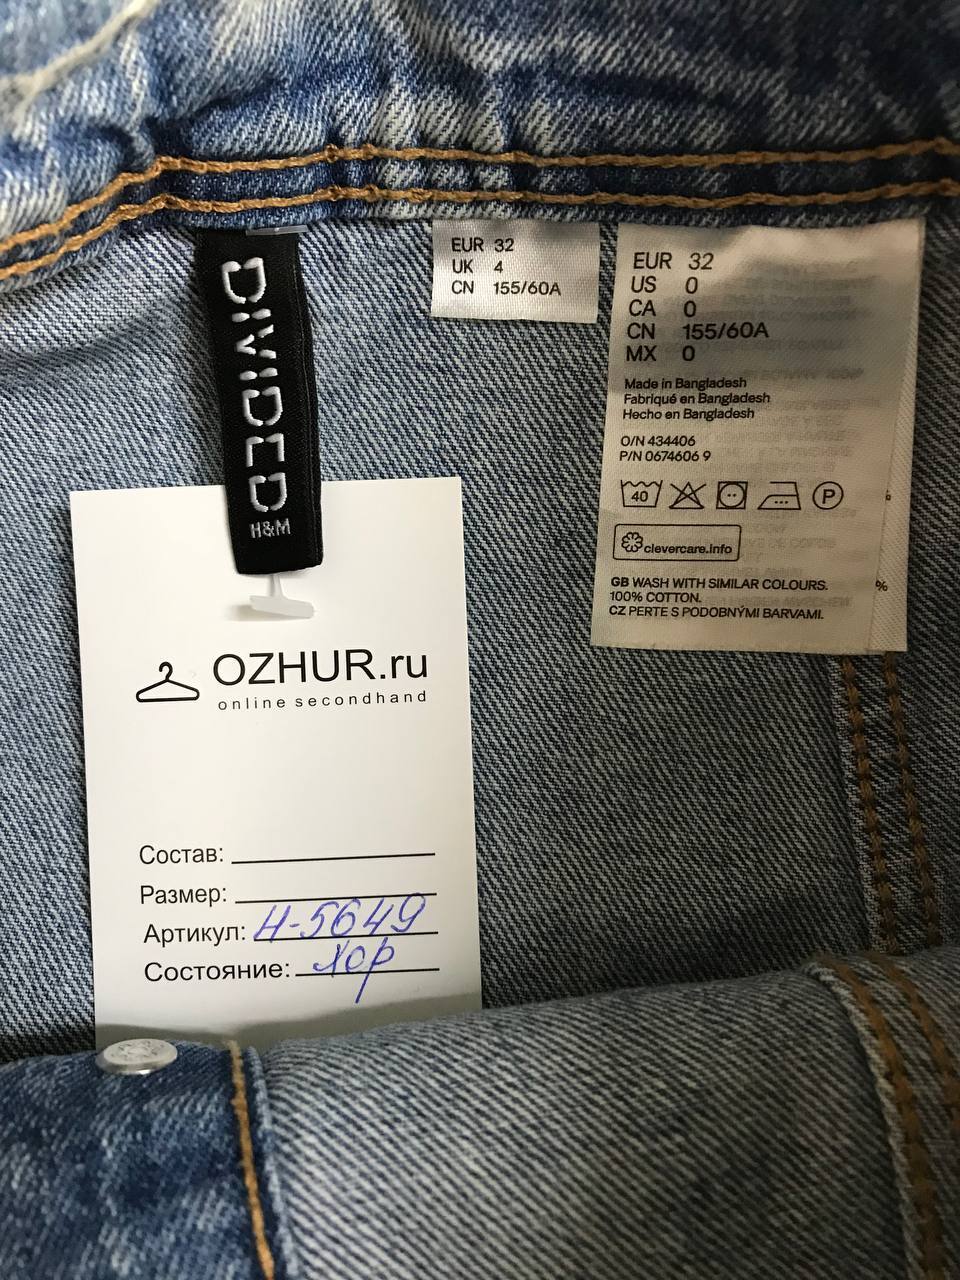 DIVIDED
H&M
EUR 32
UK 4
CN 155/60A
EUR 32
US 0
CA 0
CN 155/60A
MX 0
Made in Bangladesh
Fabriqué en Bangladesh
Hecho en Bangladesh
O/N 434406
P/N 0674606 9
40
P
clevercare.info
GB WASH WITH SIMILAR COLOURS.
100% COTTON.
CZ PERTE S PODOBNÝMI BARVAMI.
%
OZHUR.ru
online secondhand
Состав:
Размер:
Артикул: Н-5649
Состояние: хор